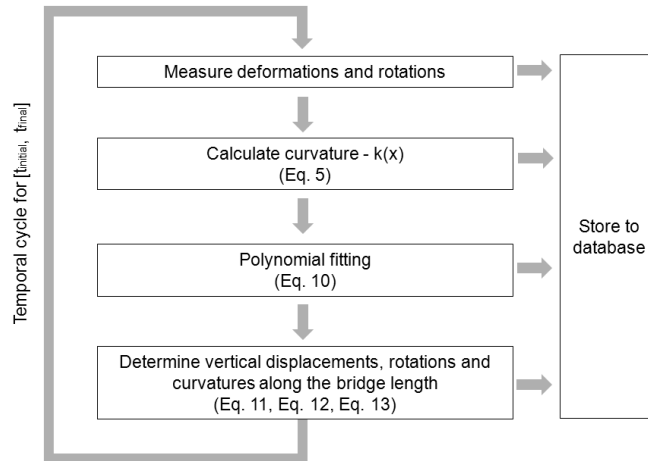 Temporal cycle for [tinitial, tfinal]
Measure deformations and rotations
Calculate curvature - k(x)
(Eq. 5)
Polynomial fitting
(Eq. 10)
Determine vertical displacements, rotations and
curvatures along the bridge length
(Eq. 11, Eq. 12, Eq. 13)
Store to
database